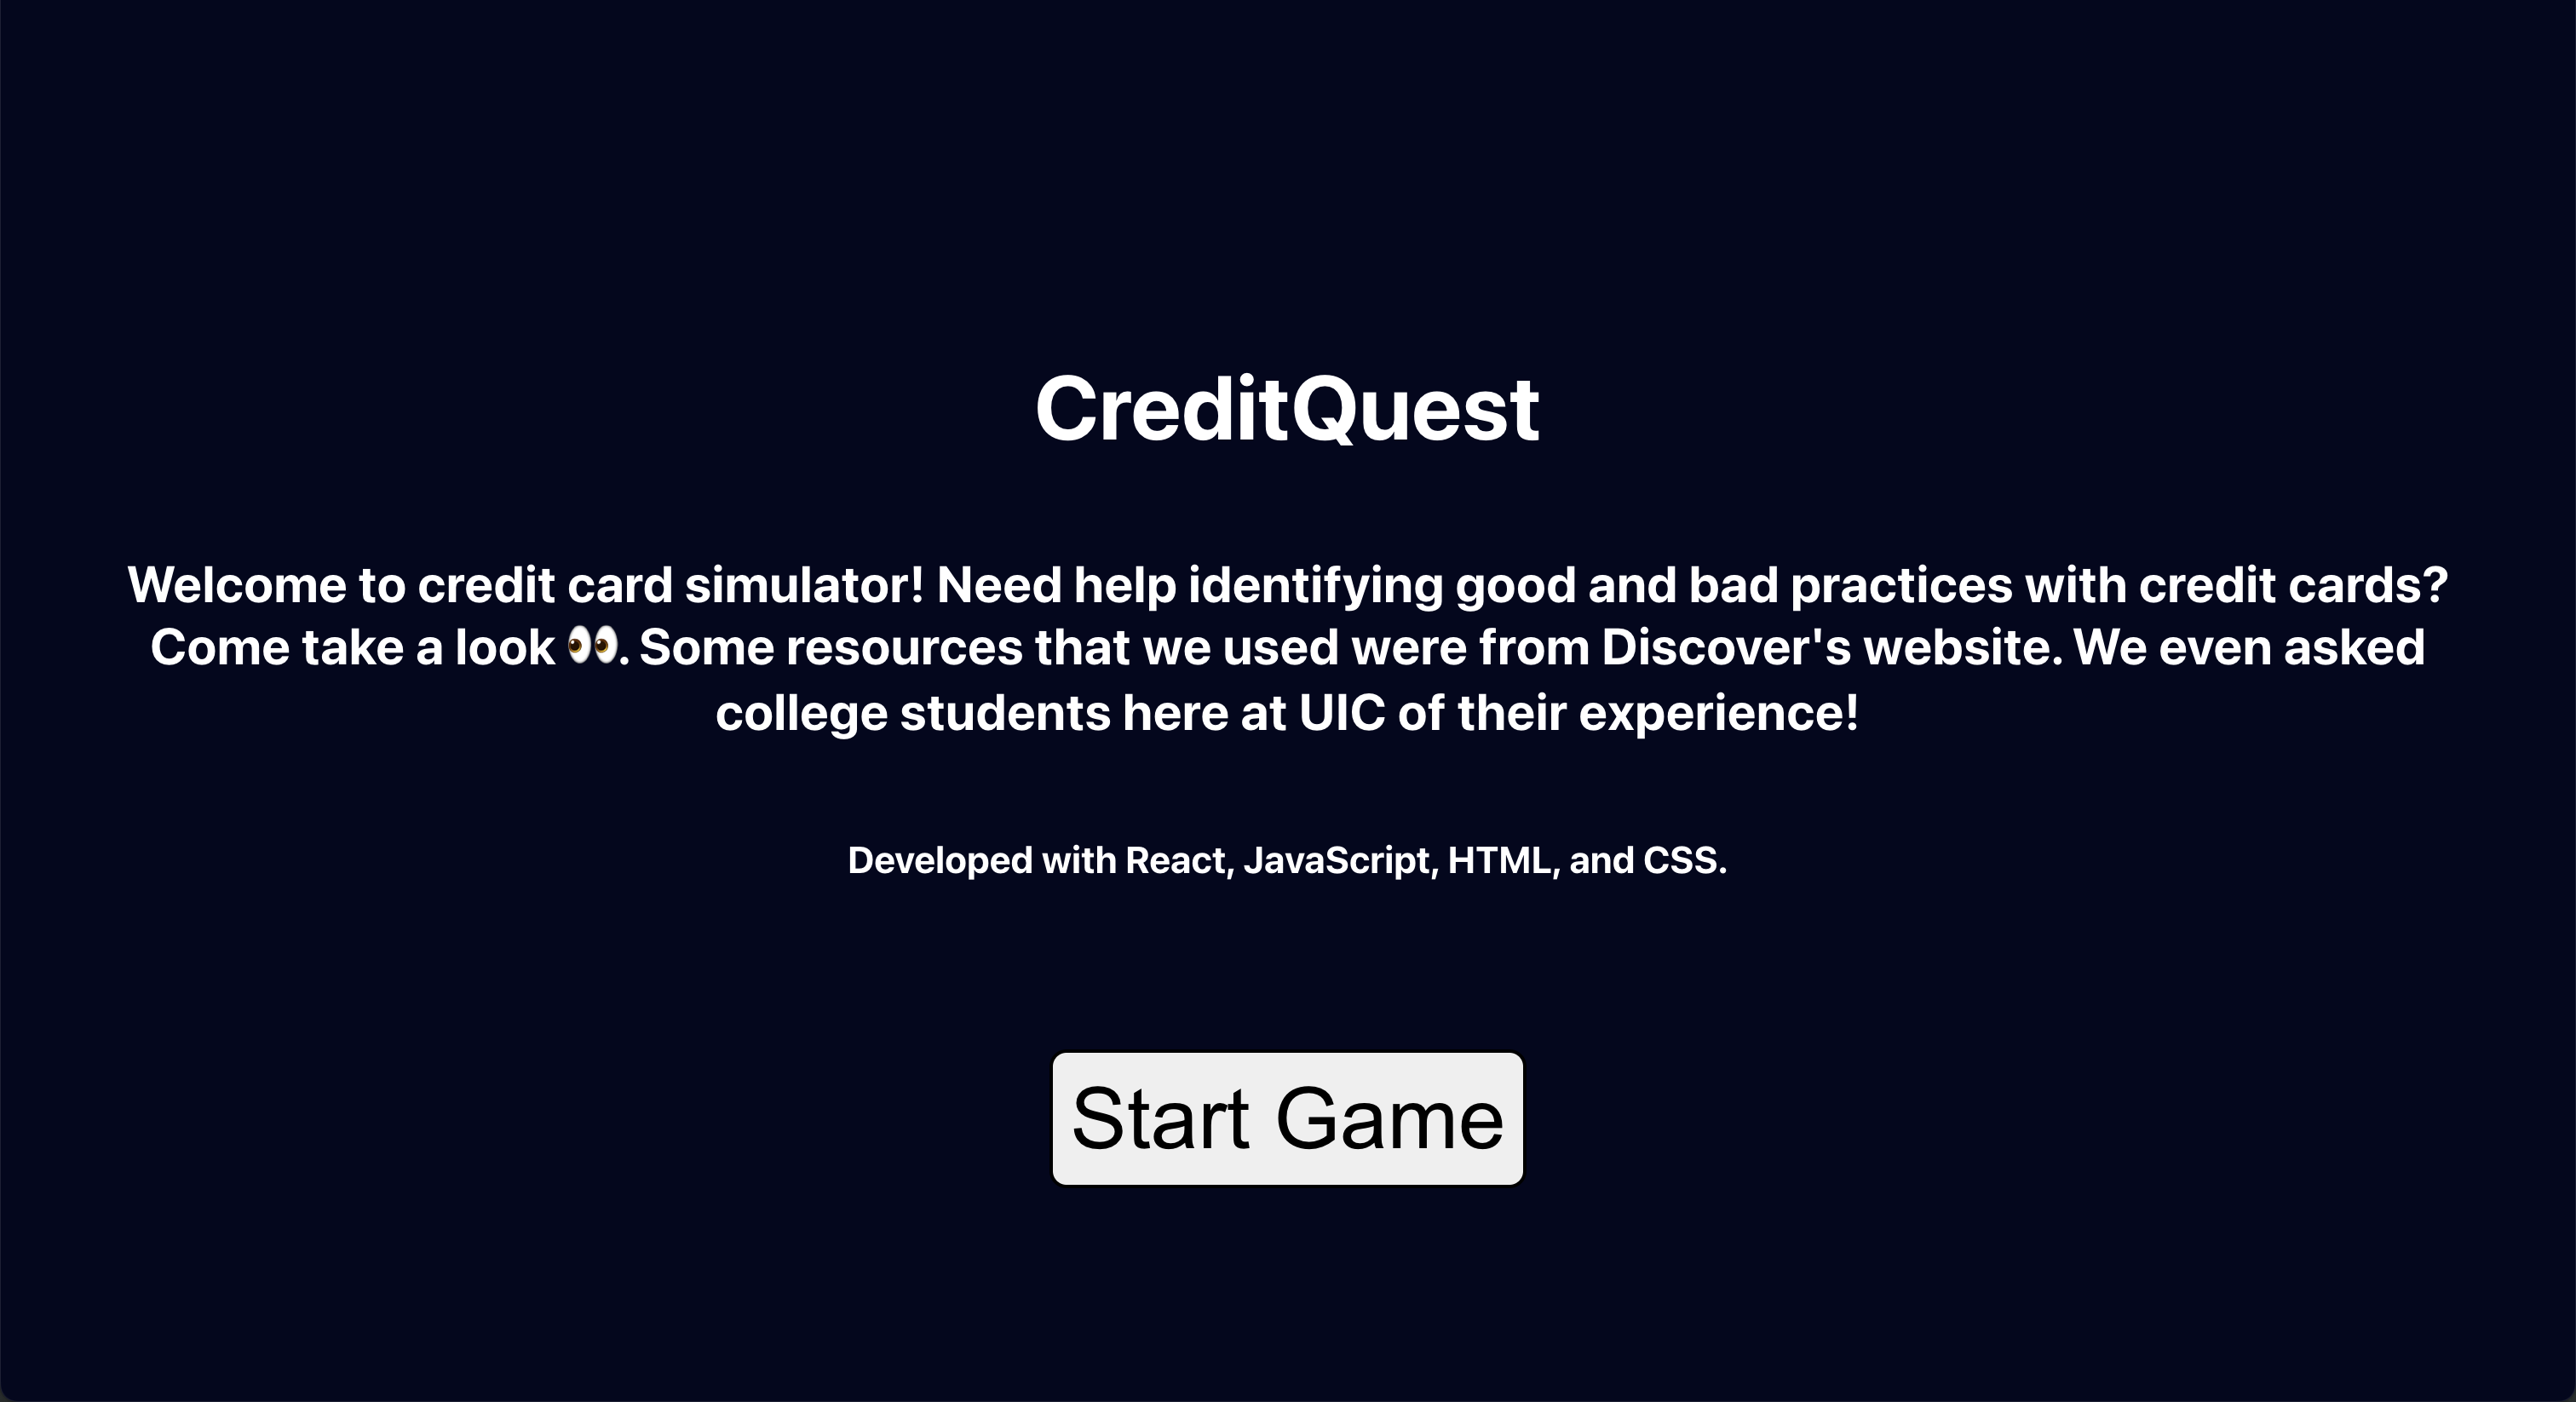 CreditQuest
Welcome to credit card simulator! Need help identifying good and bad practices with credit cards?
Come take a look 👀. Some resources that we used were from Discover's website. We even asked
college students here at UIC of their experience!
Developed with React, JavaScript, HTML, and CSS.
Start Game